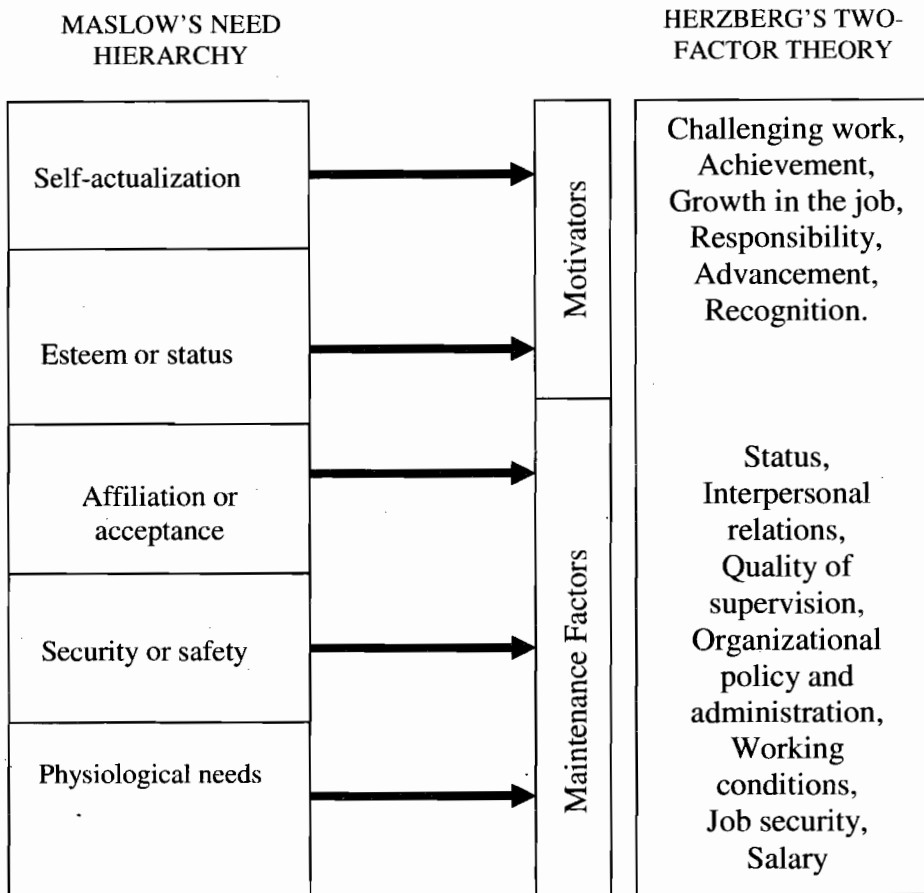 MASLOW'S NEED
HIERARCHY
HERZBERG'S TWO-
FACTOR THEORY
Self-actualization
Esteem or status
Affiliation or
acceptance
Security or safety
Physiological needs
Motivators
Maintenance Factors
Challenging work,
Achievement,
Growth in the job,
Responsibility,
Advancement,
Recognition.
Status,
Interpersonal
relations,
Quality of
supervision,
Organizational
policy and
administration,
Working
conditions,
Job security,
Salary